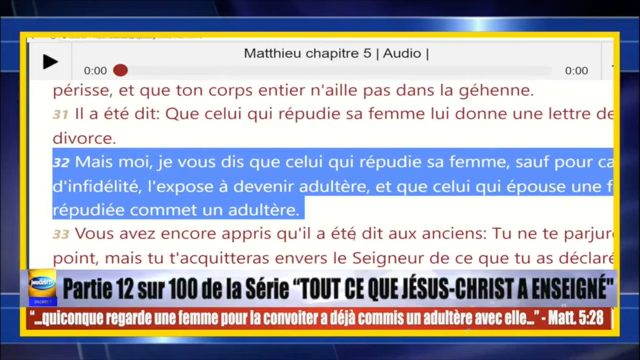 Matthieu chapitre 5 | Audio |
0:00 0:00
périsse, et que ton corps entier n'aille pas dans la géhenne.
31 Il a été dit: Que celui qui répudie sa femme lui donne une lettre de
divorce.
32 Mais moi, je vous dis que celui qui répudie sa femme, sauf pour ca
d'infidélité, l'expose à devenir adultère, et que celui qui épouse une f
répudiée commet un adultère.
33 Vous avez encore appris qu'il a été dit aux anciens: Tu ne te parjure
point, mais tu t'acquitteras envers le Seigneur de ce que tu as déclaré
Partie 12 sur 100 de la Série “TOUT CE QUE JÉSUS-CHRIST A ENSEIGNÉ"
“...quiconque regarde une femme pour la convoiter a déjà commis un adultère avec elle...” - Matt. 5:28